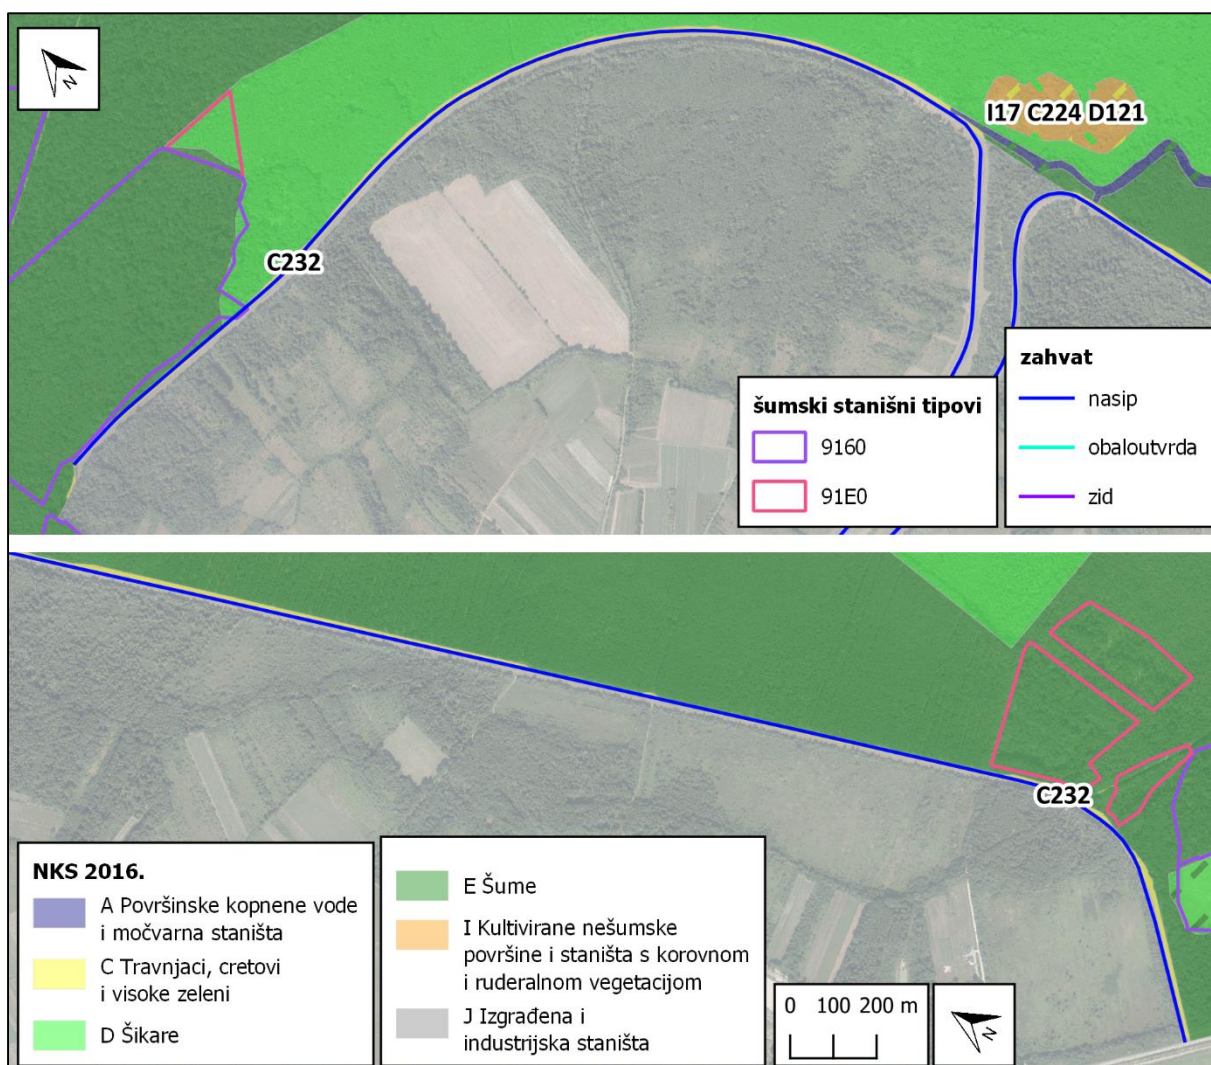 N
I17 C224 D121
C232
šumski stanišni tipovi
9160
91E0
zahvat
nasip
obaloutvrda
zid
C232
NKS 2016.
A Površinske kopnene vode
i močvarna staništa
C Travnjaci, cretovi
i visoke zeleni
D Šikare
E Šume
I Kultivirane nešumske
površine i staništa s korovnom
i ruderalnom vegetacijom
J Izgrađena i
industrijska staništa
0 100 200 m
N